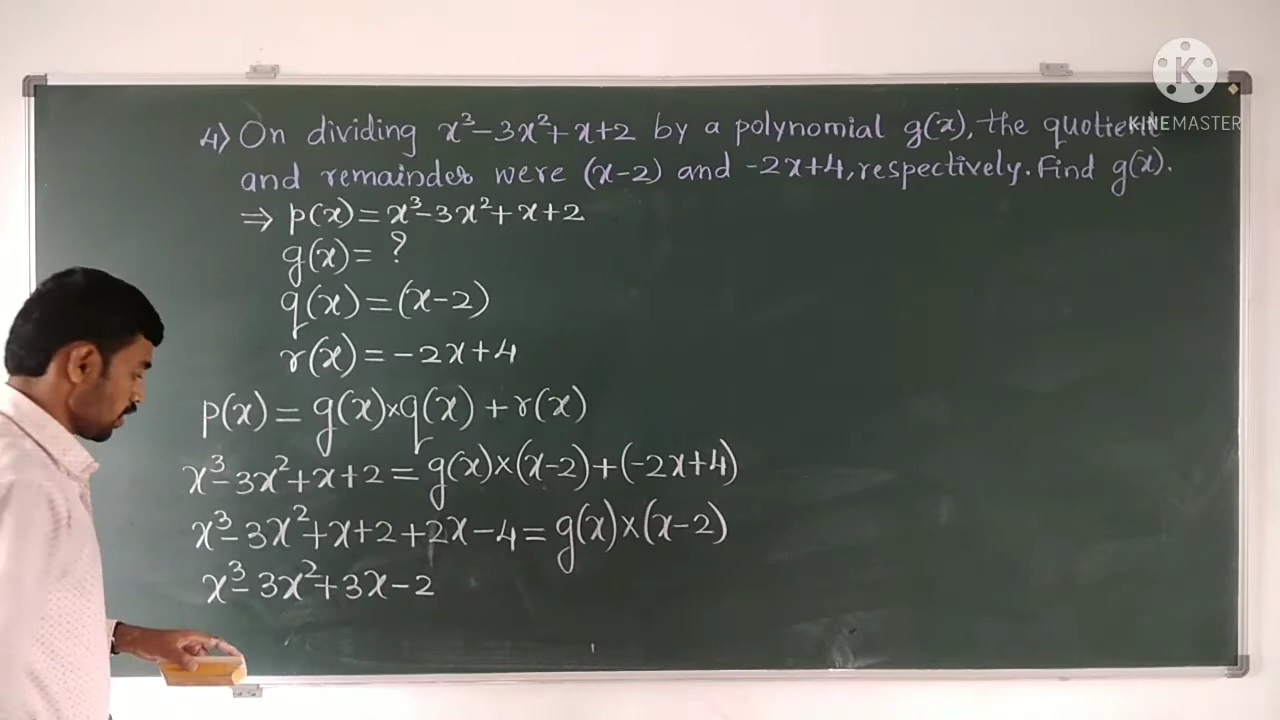 4) On dividing x³-3x²+x+2 by a polynomial g(x), the quotient
and remainder were (x-2) and -2x+4, respectively. Find g(x).
⇒ p(x) = x³-3x²+x+2
g(x) = ?
q(x) = (x-2)
r(x) = -2x+4
p(x) = g(x)×q(x) + r(x)
x³-3x²+x+2 = g(x)×(x-2)+(-2x+4)
x³-3x²+x+2+2x-4 = g(x)×(x-2)
x³-3x²+3x-2
K
KINEMASTER